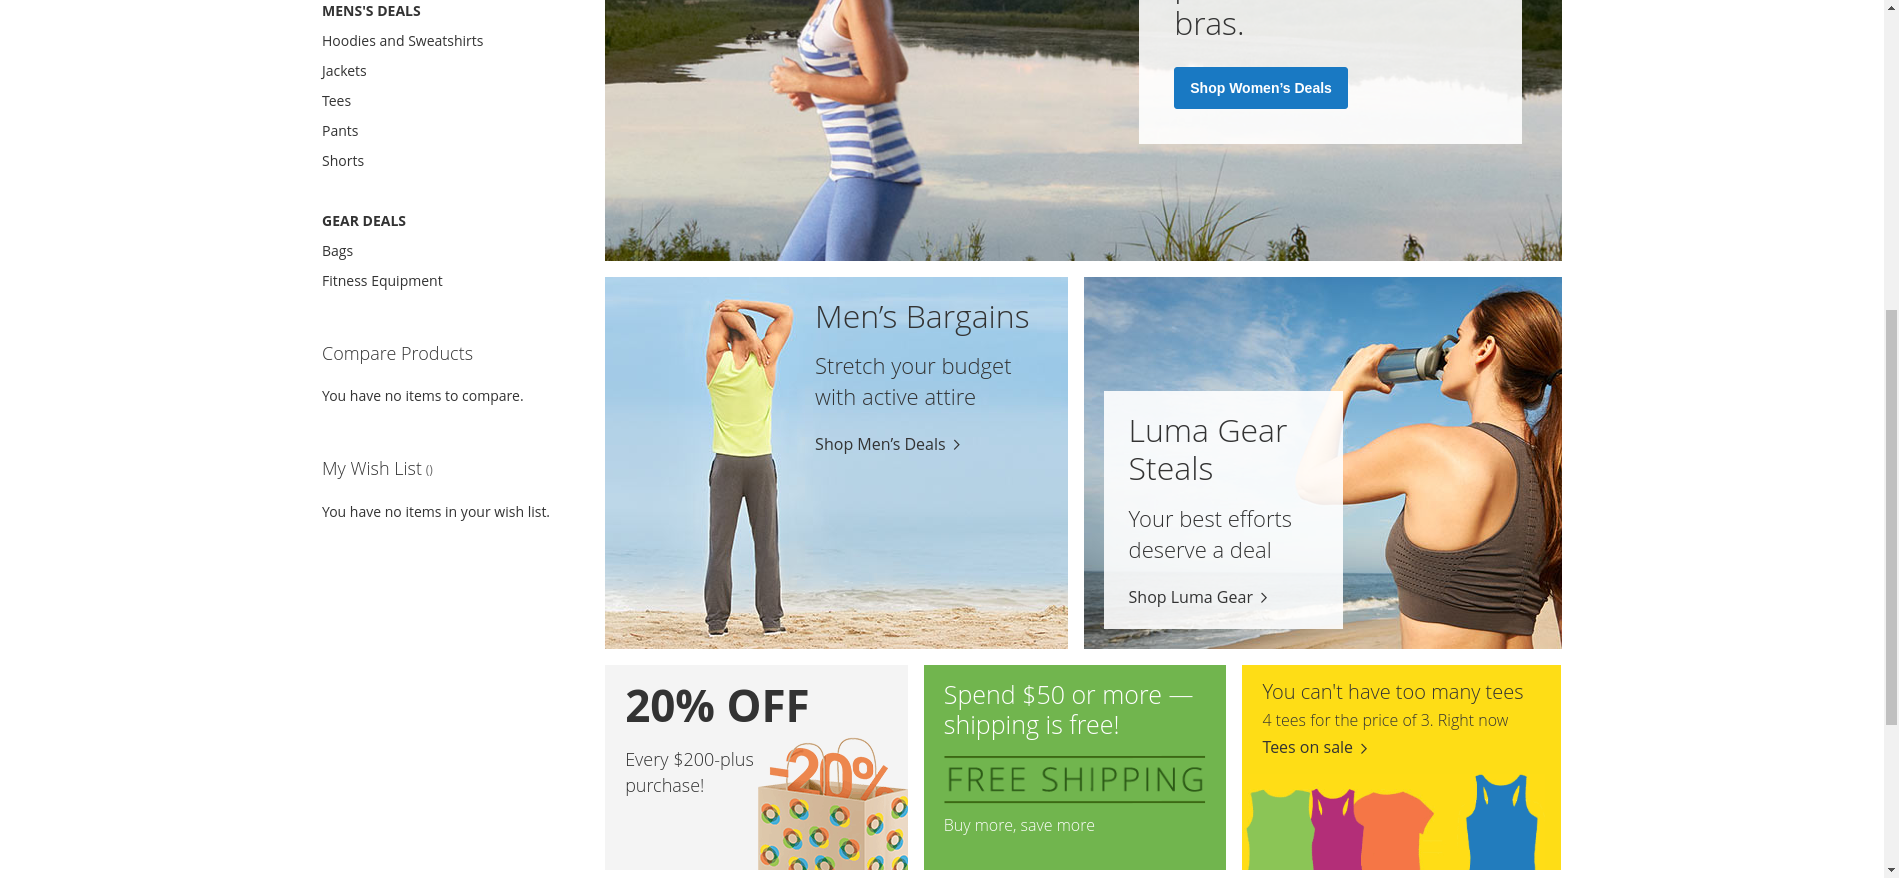 MENS'S DEALS
Hoodies and Sweatshirts
Jackets
Tees
Pants
Shorts
GEAR DEALS
Bags
Fitness Equipment
Compare Products
You have no items to compare.
My Wish List ()
You have no items in your wish list.
bras.
Shop Women’s Deals
Men’s Bargains
Stretch your budget
with active attire
Shop Men’s Deals
Luma Gear
Steals
Your best efforts
deserve a deal
Shop Luma Gear
20% OFF
Every $200-plus
purchase!
-20%
Spend $50 or more —
shipping is free!
FREE SHIPPING
Buy more, save more
You can't have too many tees
4 tees for the price of 3. Right now
Tees on sale